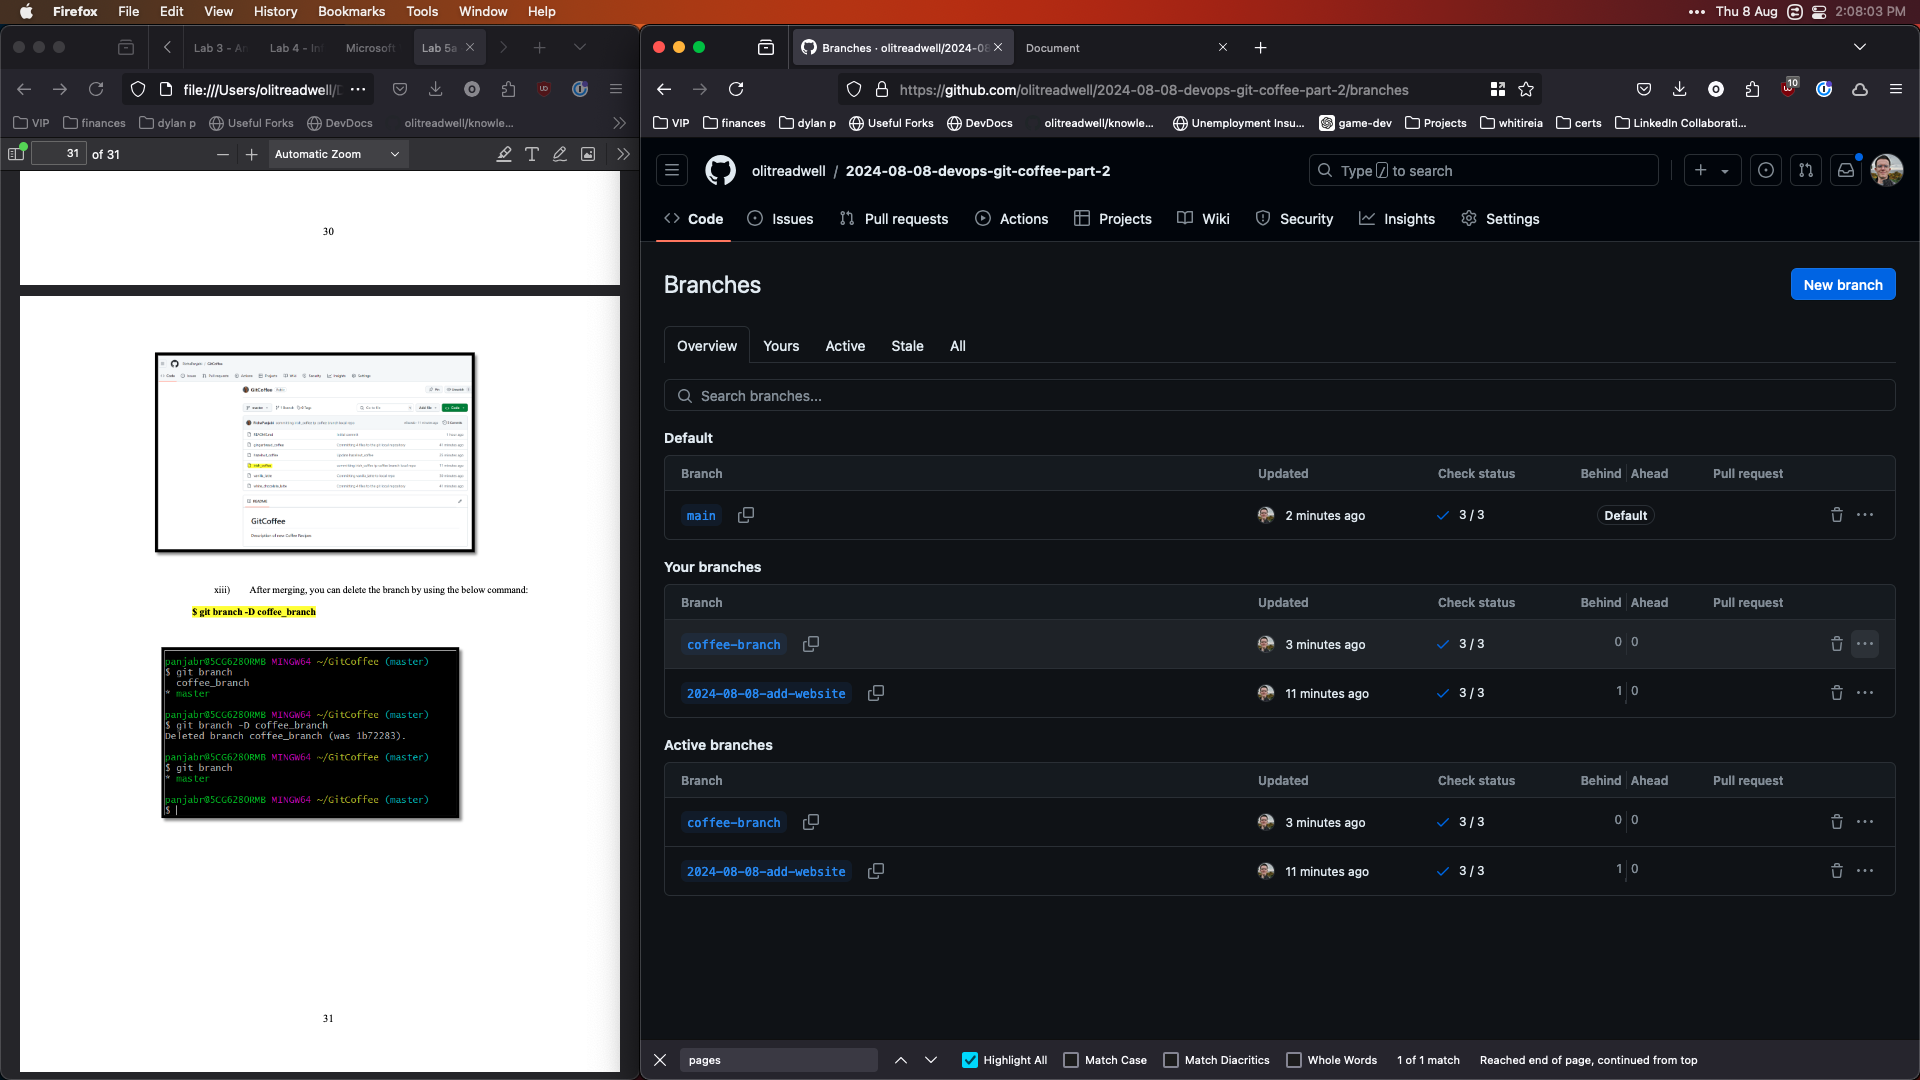 Firefox File Edit View History Bookmarks Tools Window Help
Thu 8 Aug 2:08:03 PM
Lab 3 - An Lab 4 - Inf Microsoft Lab 5a
file:///Users/olitreadwell/D
VIP finances dylan p Useful Forks DevDocs olitreadwell/knowle...
31 of 31 Automatic Zoom
30
GitCoffee
GitCoffee
xiii) After merging, you can delete the branch by using the below command:
$ git branch -D coffee_branch
panjabr@5CG6280RMB MINGW64 ~/GitCoffee (master)
$ git branch
coffee_branch
* master
panjabr@5CG6280RMB MINGW64 ~/GitCoffee (master)
$ git branch -D coffee_branch
Deleted branch coffee_branch (was 1b72283).
panjabr@5CG6280RMB MINGW64 ~/GitCoffee (master)
$ git branch
* master
panjabr@5CG6280RMB MINGW64 ~/GitCoffee (master)
$
31
Branches · olitreadwell/2024-08 Document
https://github.com/olitreadwell/2024-08-08-devops-git-coffee-part-2/branches
10
VIP finances dylan p Useful Forks DevDocs olitreadwell/knowle... Unemployment Insu... game-dev Projects whitireia certs LinkedIn Collaborati...
olitreadwell / 2024-08-08-devops-git-coffee-part-2
Type / to search
Code Issues Pull requests Actions Projects Wiki Security Insights Settings
Branches
New branch
Overview Yours Active Stale All
Search branches...
Default
Branch Updated Check status Behind Ahead Pull request
main 2 minutes ago 3 / 3 Default
Your branches
Branch Updated Check status Behind Ahead Pull request
coffee-branch 3 minutes ago 3 / 3 0 0
2024-08-08-add-website 11 minutes ago 3 / 3 1 0
Active branches
Branch Updated Check status Behind Ahead Pull request
coffee-branch 3 minutes ago 3 / 3 0 0
2024-08-08-add-website 11 minutes ago 3 / 3 1 0
pages Highlight All Match Case Match Diacritics Whole Words 1 of 1 match Reached end of page, continued from top